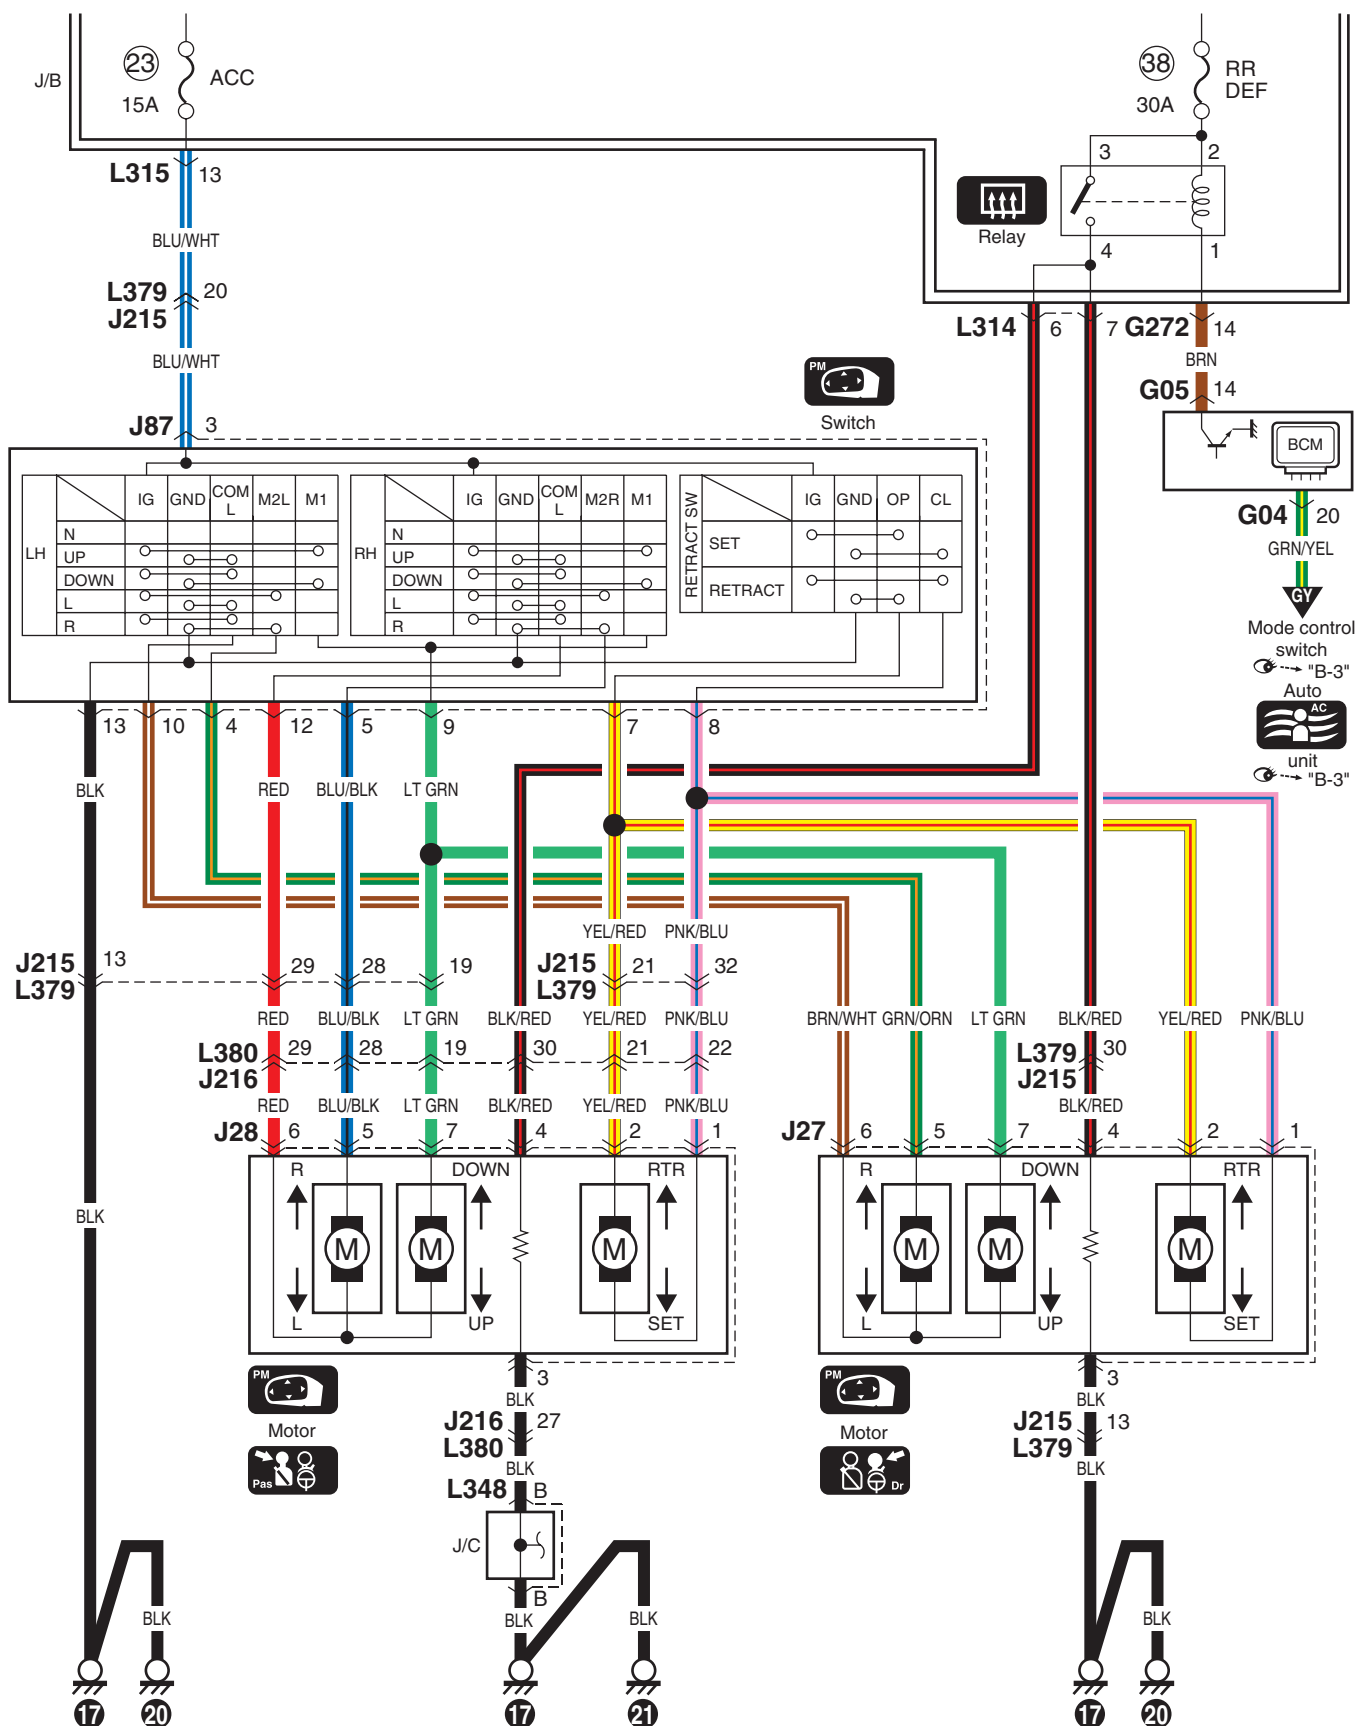 J/B
23
15A
ACC
38
30A
RR
DEF
3
2
Relay
4
1
L315
13
BLU/WHT
L379
20
J215
BLU/WHT
L314
6
7
G272
14
BRN
G05
14
PM
Switch
BCM
J87
3
G04
20
GRN/YEL
GY
Mode control
switch
"B-3"
Auto
AC
unit
"B-3"
LH
IG
GND
COM
L
M2L
M1
N
UP
DOWN
L
R
RH
IG
GND
COM
L
M2R
M1
N
UP
DOWN
L
R
RETRACT SW
IG
GND
OP
CL
SET
RETRACT
13
10
4
12
5
9
7
8
BLK
RED
BLU/BLK
LT GRN
YEL/RED
PNK/BLU
J215
13
29
28
19
J215
21
32
L379
L379
RED
BLU/BLK
LT GRN
BLK/RED
YEL/RED
PNK/BLU
BRN/WHT
GRN/ORN
LT GRN
BLK/RED
YEL/RED
PNK/BLU
L380
29
28
19
30
21
22
L379
30
J216
J215
RED
BLU/BLK
LT GRN
BLK/RED
YEL/RED
PNK/BLU
BLK/RED
J28
6
5
7
4
2
1
J27
6
5
7
4
2
1
R
DOWN
RTR
R
DOWN
RTR
BLK
M
M
M
M
M
M
L
UP
SET
L
UP
SET
3
3
PM
BLK
PM
BLK
Motor
J216
27
Motor
J215
13
L380
L379
Pas
BLK
Dr
BLK
L348
B
J/C
B
BLK
BLK
BLK
BLK
17
20
17
21
17
20